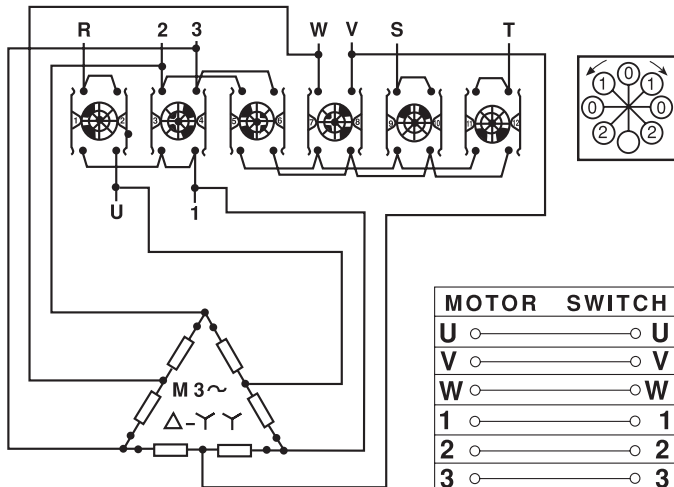 R 2 3 W V S T
1 2 3 4 5 6 7 8 9 10 11 12
U 1
0
1 1
0 0
2 2
M 3~
△-Y Y
MOTOR SWITCH
U U
V V
W W
1 1
2 2
3 3